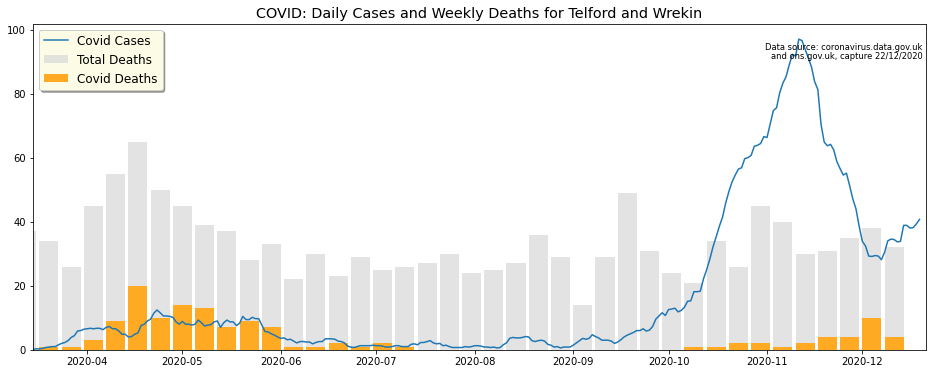 COVID: Daily Cases and Weekly Deaths for Telford and Wrekin
100
80
60
40
20
0
Covid Cases
Total Deaths
Covid Deaths
Data source: coronavirus.data.gov.uk
and ons.gov.uk, capture 22/12/2020
2020-04 2020-05 2020-06 2020-07 2020-08 2020-09 2020-10 2020-11 2020-12